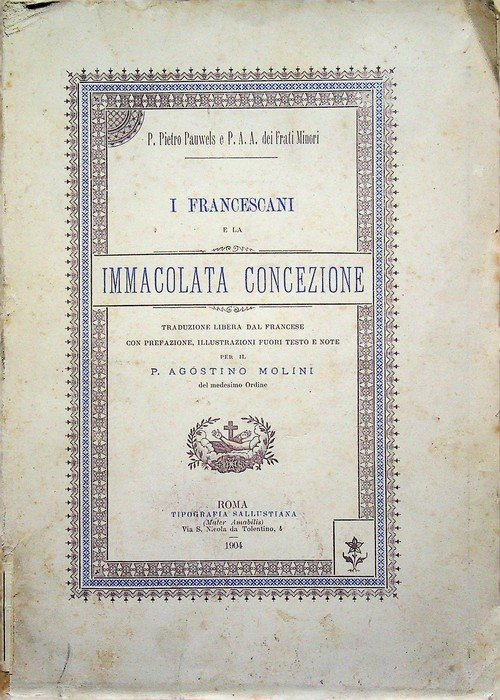 P. Pietro Pauwels e P. A. A. dei Frati Minori
I FRANCESCANI
E LA
IMMACOLATA CONCEZIONE
TRADUZIONE LIBERA DAL FRANCESE
CON PREFAZIONE, ILLUSTRAZIONI FUORI TESTO E NOTE
PER IL
P. AGOSTINO MOLINI
del medesimo Ordine
ROMA
TIPOGRAFIA SALLUSTIANA
(Mater Amabilis)
Via S. Nicola da Tolentino, 4
1904